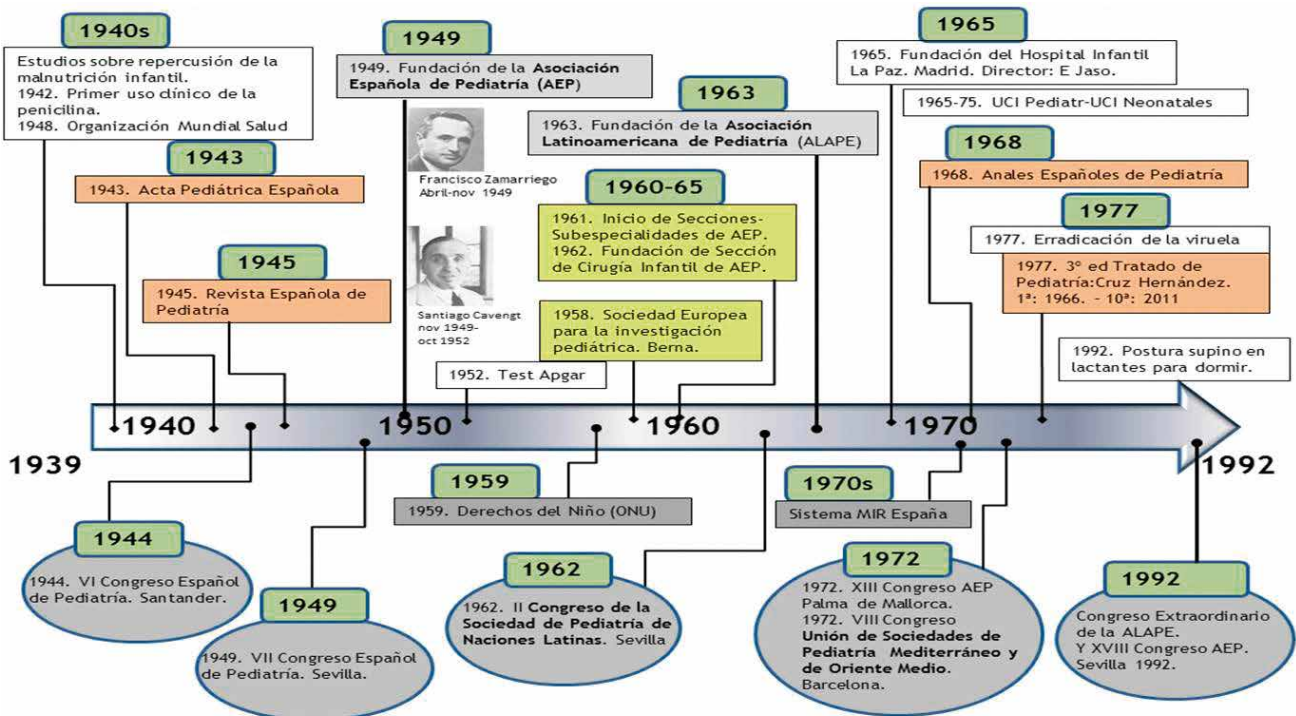 1940s
Estudios sobre repercusión de la
malnutrición infantil.
1942. Primer uso clínico de la
penicilina.
1948. Organización Mundial Salud
1943
1943. Acta Pediátrica Española
1945
1945. Revista Española de
Pediatría
1949
1949. Fundación de la Asociación
Española de Pediatría (AEP)
Francisco Zamarriego
Abril-nov 1949
Santiago Cavengt
nov 1949-
oct 1952
1952. Test Apgar
1963
1963. Fundación de la Asociación
Latinoamericana de Pediatría (ALAPE)
1960-65
1961. Inicio de Secciones-
Subespecialidades de AEP.
1962. Fundación de Sección
de Cirugía Infantil de AEP.
1958. Sociedad Europea
para la investigación
pediátrica. Berna.
1965
1965. Fundación del Hospital Infantil
La Paz. Madrid. Director: E Jaso.
1965-75. UCI Pediatr-UCI Neonatales
1968
1968. Anales Españoles de Pediatría
1977
1977. Erradicación de la viruela
1977. 3º ed Tratado de
Pediatría:Cruz Hernández.
1ª: 1966. - 10ª: 2011
1992. Postura supino en
lactantes para dormir.
1939
1940
1950
1960
1970
1992
1944
1944. VI Congreso Español
de Pediatría. Santander.
1949
1949. VII Congreso Español
de Pediatría. Sevilla.
1959
1959. Derechos del Niño (ONU)
1962
1962. II Congreso de la
Sociedad de Pediatría de
Naciones Latinas. Sevilla
1970s
Sistema MIR España
1972
1972. XIII Congreso AEP
Palma de Mallorca.
1972. VIII Congreso
Unión de Sociedades de
Pediatría Mediterráneo y
de Oriente Medio.
Barcelona.
1992
Congreso Extraordinario
de la ALAPE.
Y XVIII Congreso AEP.
Sevilla 1992.